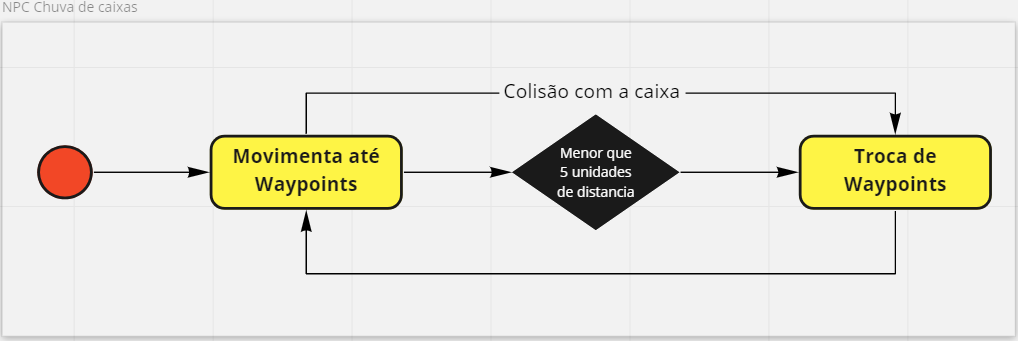 NPC Chuva de caixas
Colisão com a caixa
Movimenta até
Waypoints
Menor que
5 unidades
de distancia
Troca de
Waypoints